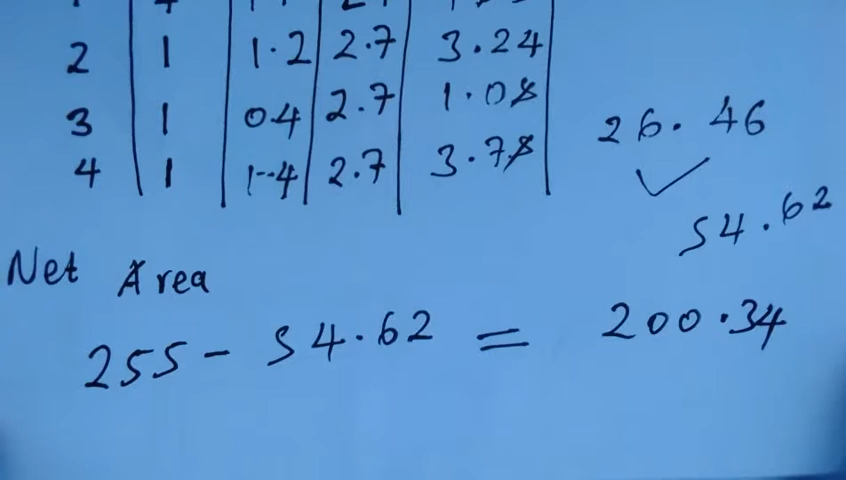 2 1 1.2 2.7 3.24
3 1 0.4 2.7 1.08
4 1 1.4 2.7 3.78
26.46
54.62
Net Area
255 - 54.62 = 200.34